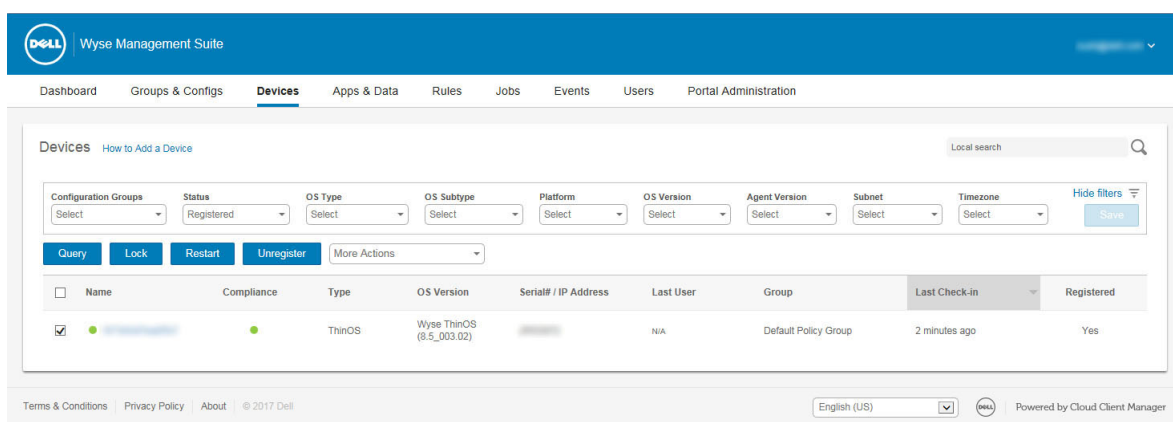 DELL Wyse Management Suite
Dashboard Groups & Configs Devices Apps & Data Rules Jobs Events Users Portal Administration
Devices How to Add a Device Local search
Configuration Groups Status OS Type OS Subtype Platform OS Version Agent Version Subnet Timezone Hide filters
Select Registered Select Select Select Select Select Select Select Save
Query Lock Restart Unregister More Actions
Name Compliance Type OS Version Serial# / IP Address Last User Group Last Check-in Registered
ThinOS Wyse ThinOS N/A Default Policy Group 2 minutes ago Yes
(8.5_003.02)
Terms & Conditions Privacy Policy About © 2017 Dell English (US) DELL Powered by Cloud Client Manager